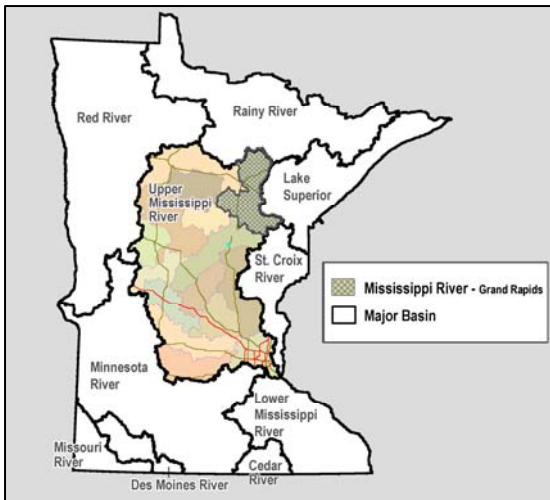 Red River
Rainy River
Upper
Mississippi
River
Lake
Superior
St. Croix
River
Mississippi River - Grand Rapids
Major Basin
Minnesota
River
Lower
Mississippi
River
Missouri
River
Cedar
River
Des Moines River